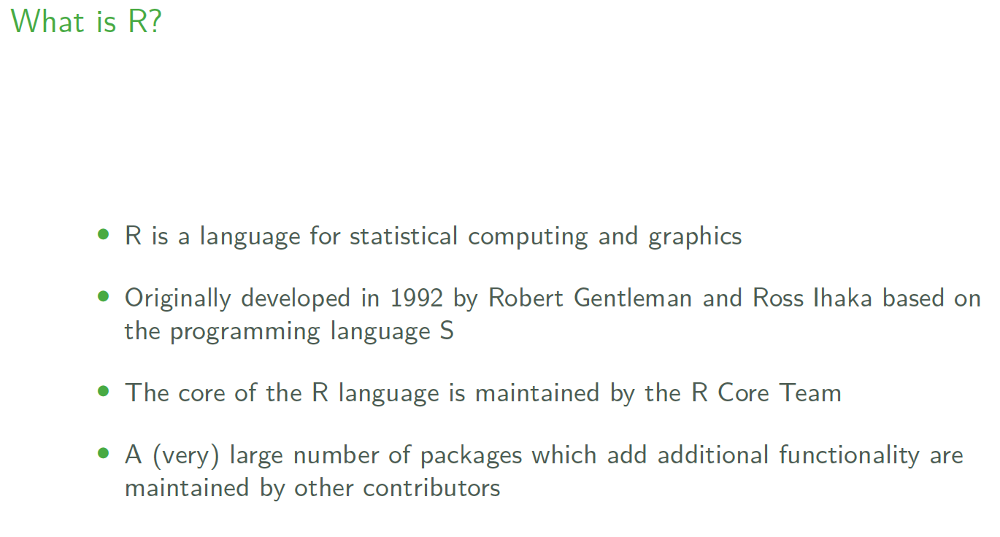 What is R?
• R is a language for statistical computing and graphics
• Originally developed in 1992 by Robert Gentleman and Ross Ihaka based on
the programming language S
• The core of the R language is maintained by the R Core Team
• A (very) large number of packages which add additional functionality are
maintained by other contributors